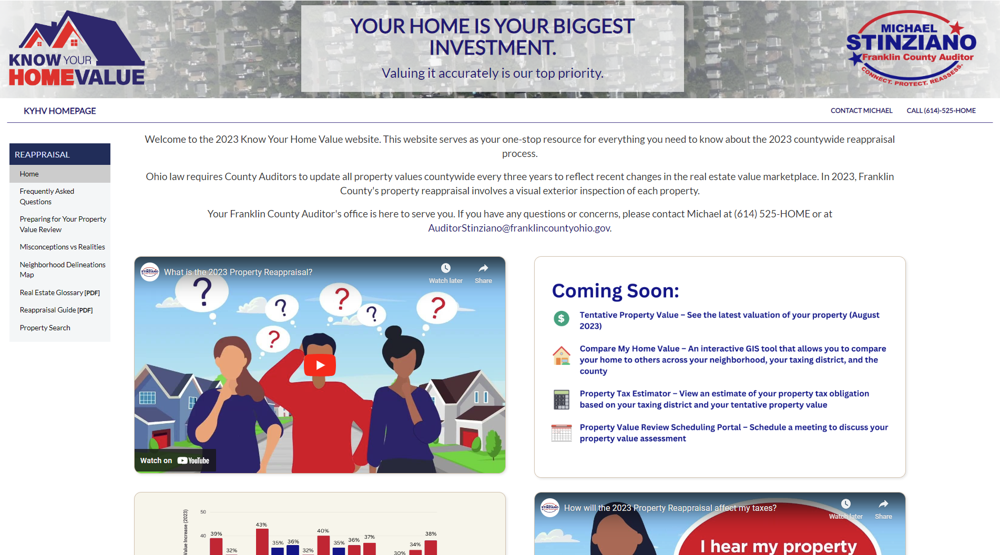 KNOW YOUR
HOMEVALUE
YOUR HOME IS YOUR BIGGEST
INVESTMENT.
Valuing it accurately is our top priority.
MICHAEL
STINZIANO
Franklin County Auditor
CONNECT. PROTECT. REASSESS.
KYHV HOMEPAGE
CONTACT MICHAEL
CALL (614)-525-HOME
REAPPRAISAL
Home
Frequently Asked
Questions
Preparing for Your Property
Value Review
Misconceptions vs Realities
Neighborhood Delineations
Map
Real Estate Glossary [PDF]
Reappraisal Guide [PDF]
Property Search
Welcome to the 2023 Know Your Home Value website. This website serves as your one-stop resource for everything you need to know about the 2023 countywide reappraisal
process.
Ohio law requires County Auditors to update all property values countywide every three years to reflect recent changes in the real estate value marketplace. In 2023, Franklin
County's property reappraisal involves a visual exterior inspection of each property.
Your Franklin County Auditor's office is here to serve you. If you have any questions or concerns, please contact Michael at (614) 525-HOME or at
AuditorStinziano@franklincountyohio.gov.
STINZIANO
What is the 2023 Property Reappraisal?
Watch later
Share
? ? ? ? ? ?
Watch on YouTube
Coming Soon:
$
Tentative Property Value – See the latest valuation of your property (August
2023)
Compare My Home Value – An interactive GIS tool that allows you to compare
your home to others across your neighborhood, your taxing district, and the
county
Property Tax Estimator – View an estimate of your property tax obligation
based on your taxing district and your tentative property value
Property Value Review Scheduling Portal – Schedule a meeting to discuss your
property value assessment
Value Increase (2023)
50
40
39%
32%
43%
35%
36%
32%
40%
35%
36%
37%
30%
34%
38%
STINZIANO
How will the 2023 Property Reappraisal affect my taxes?
Watch later
Share
I hear my property